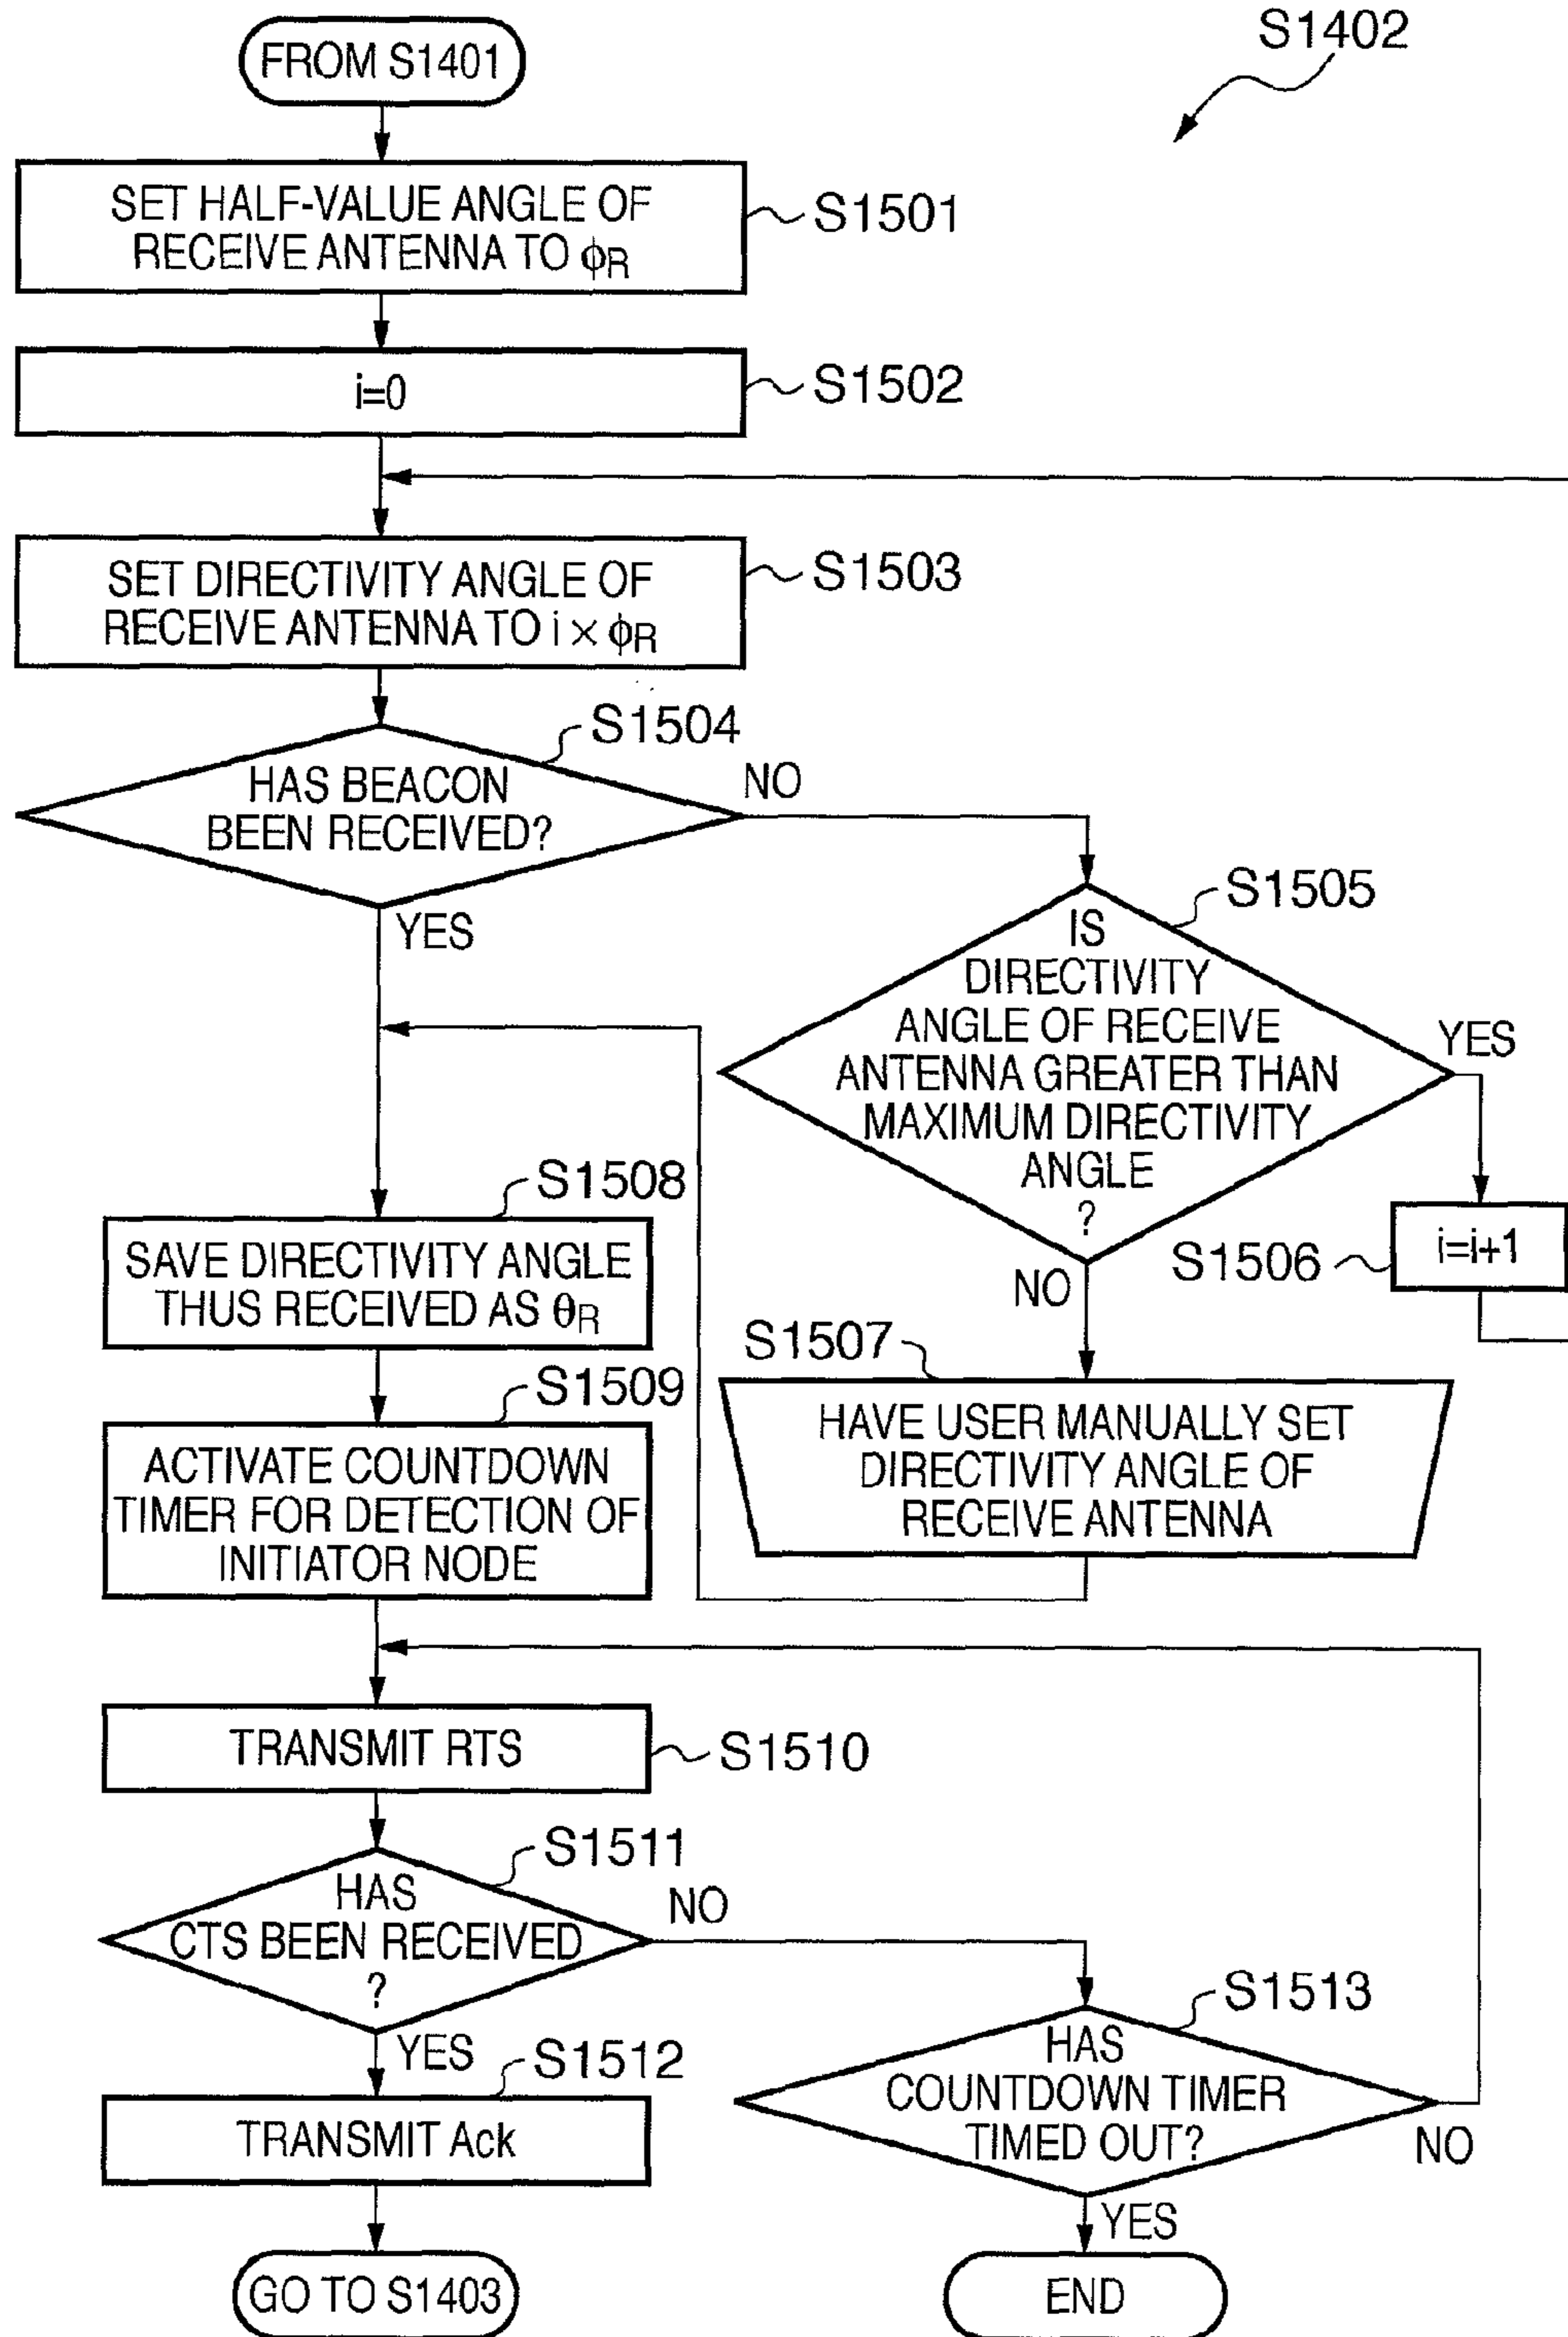 S1402
FROM S1401
SET HALF-VALUE ANGLE OF
RECEIVE ANTENNA TO ϕR
S1501
i=0
S1502
SET DIRECTIVITY ANGLE OF
RECEIVE ANTENNA TO i × ϕR
S1503
S1504
HAS BEACON
BEEN RECEIVED?
NO
YES
S1505
IS
DIRECTIVITY
ANGLE OF RECEIVE
ANTENNA GREATER THAN
MAXIMUM DIRECTIVITY
ANGLE
?
YES
NO
S1506
i=i+1
S1507
HAVE USER MANUALLY SET
DIRECTIVITY ANGLE OF
RECEIVE ANTENNA
S1508
SAVE DIRECTIVITY ANGLE
THUS RECEIVED AS θR
S1509
ACTIVATE COUNTDOWN
TIMER FOR DETECTION OF
INITIATOR NODE
TRANSMIT RTS
S1510
S1511
HAS
CTS BEEN RECEIVED
?
NO
YES
S1512
TRANSMIT Ack
GO TO S1403
S1513
HAS
COUNTDOWN TIMER
TIMED OUT?
NO
YES
END